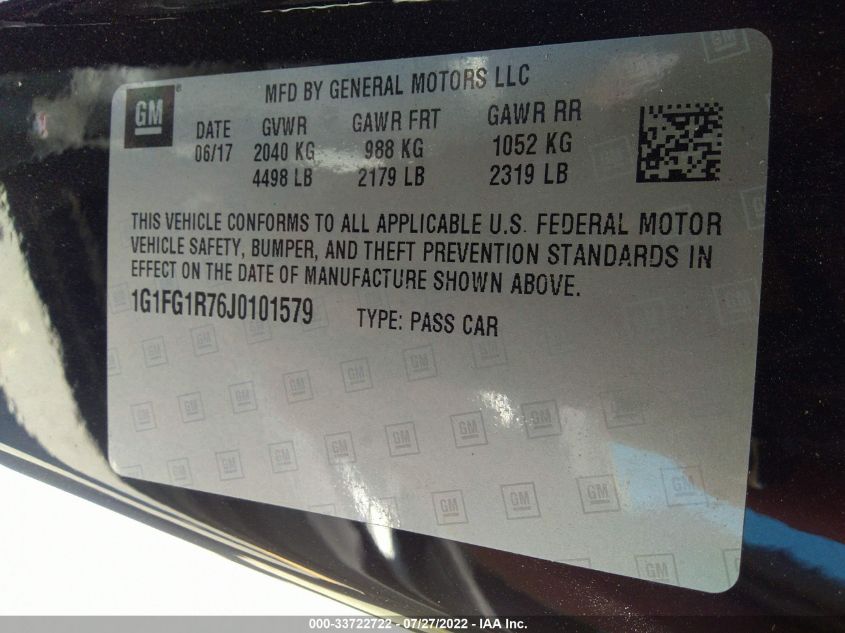 GM
MFD BY GENERAL MOTORS LLC
DATE GVWR GAWR FRT GAWR RR
06/17 2040 KG 988 KG 1052 KG
4498 LB 2179 LB 2319 LB
THIS VEHICLE CONFORMS TO ALL APPLICABLE U.S. FEDERAL MOTOR
VEHICLE SAFETY, BUMPER, AND THEFT PREVENTION STANDARDS IN
EFFECT ON THE DATE OF MANUFACTURE SHOWN ABOVE.
1G1FG1R76J0101579 TYPE: PASS CAR
000-33722722 - 07/27/2022 - IAAI.com